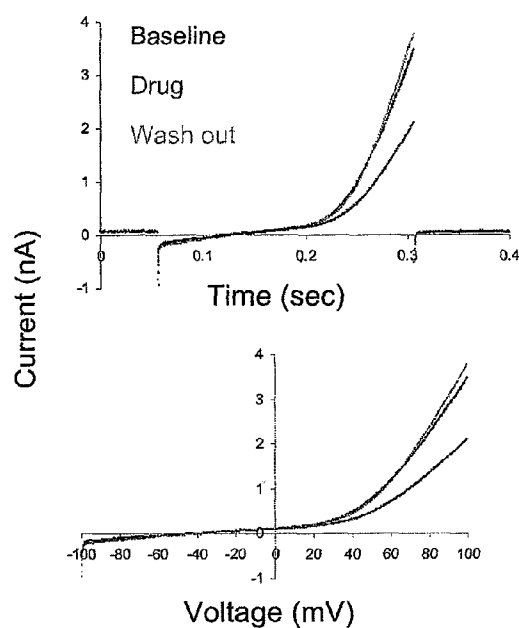 4
Baseline
3
Drug
2
Wash out
1
0
0 0.1 0.2 0.3 0.4
-1
Time (sec)
Current (nA)
4
3
2
1
0
-100 -80 -60 -40 -20 0 20 40 60 80 100
-1
Voltage (mV)